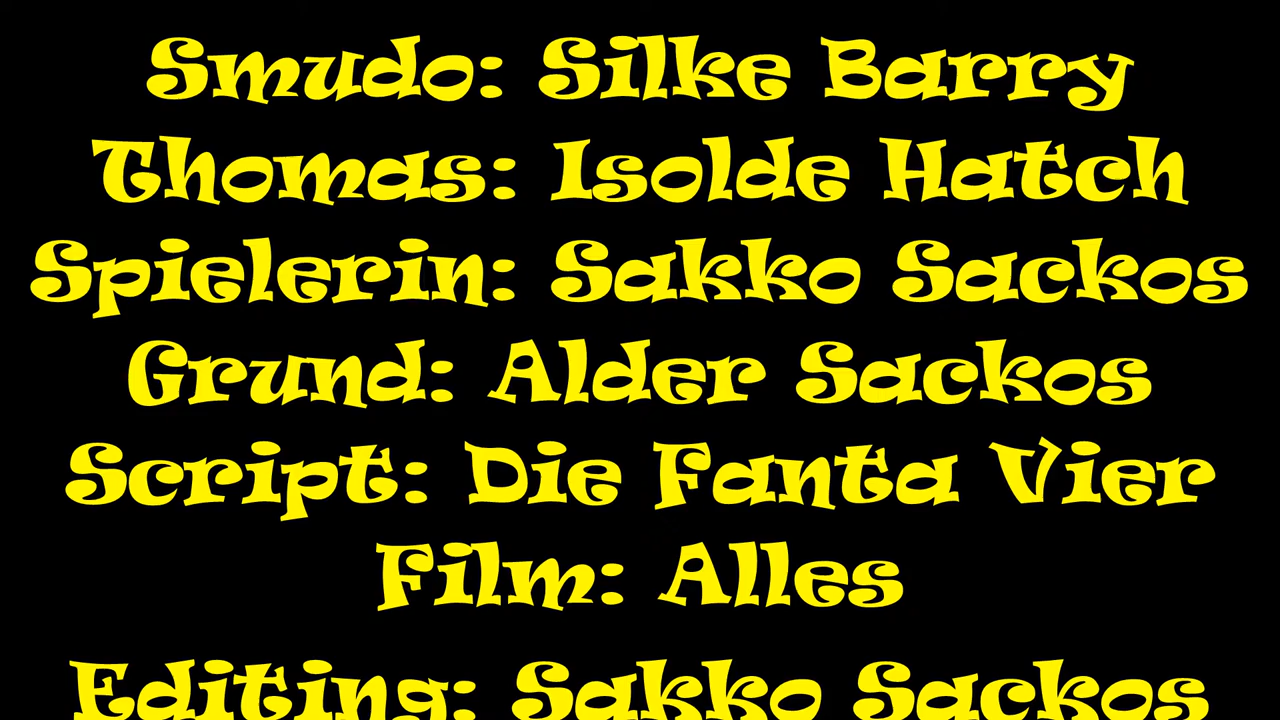 Smudo: Silke Barry
Thomas: Isolde Hatch
Spielerin: Sakko Sackos
Grund: Alder Sackos
Script: Die Fanta Vier
Film: Alles
Editing: Sakko Sackos